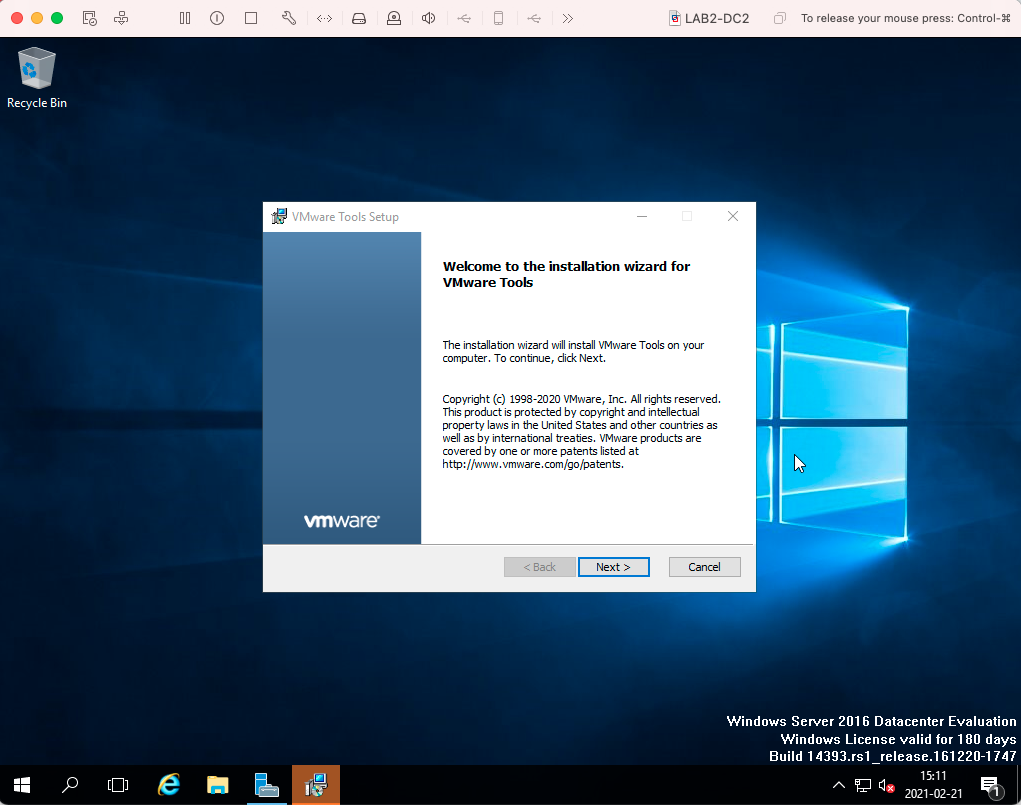 LAB2-DC2
To release your mouse press: Control-⌘
Recycle Bin
VMware Tools Setup
Welcome to the installation wizard for
VMware Tools
The installation wizard will install VMware Tools on your
computer. To continue, click Next.
Copyright (c) 1998-2020 VMware, Inc. All rights reserved.
This product is protected by copyright and intellectual
property laws in the United States and other countries as
well as by international treaties. VMware products are
covered by one or more patents listed at
http://www.vmware.com/go/patents.
vmware®
< Back
Next >
Cancel
Windows Server 2016 Datacenter Evaluation
Windows License valid for 180 days
Build 14393.rs1_release.161220-1747
15:11
2021-02-21
1